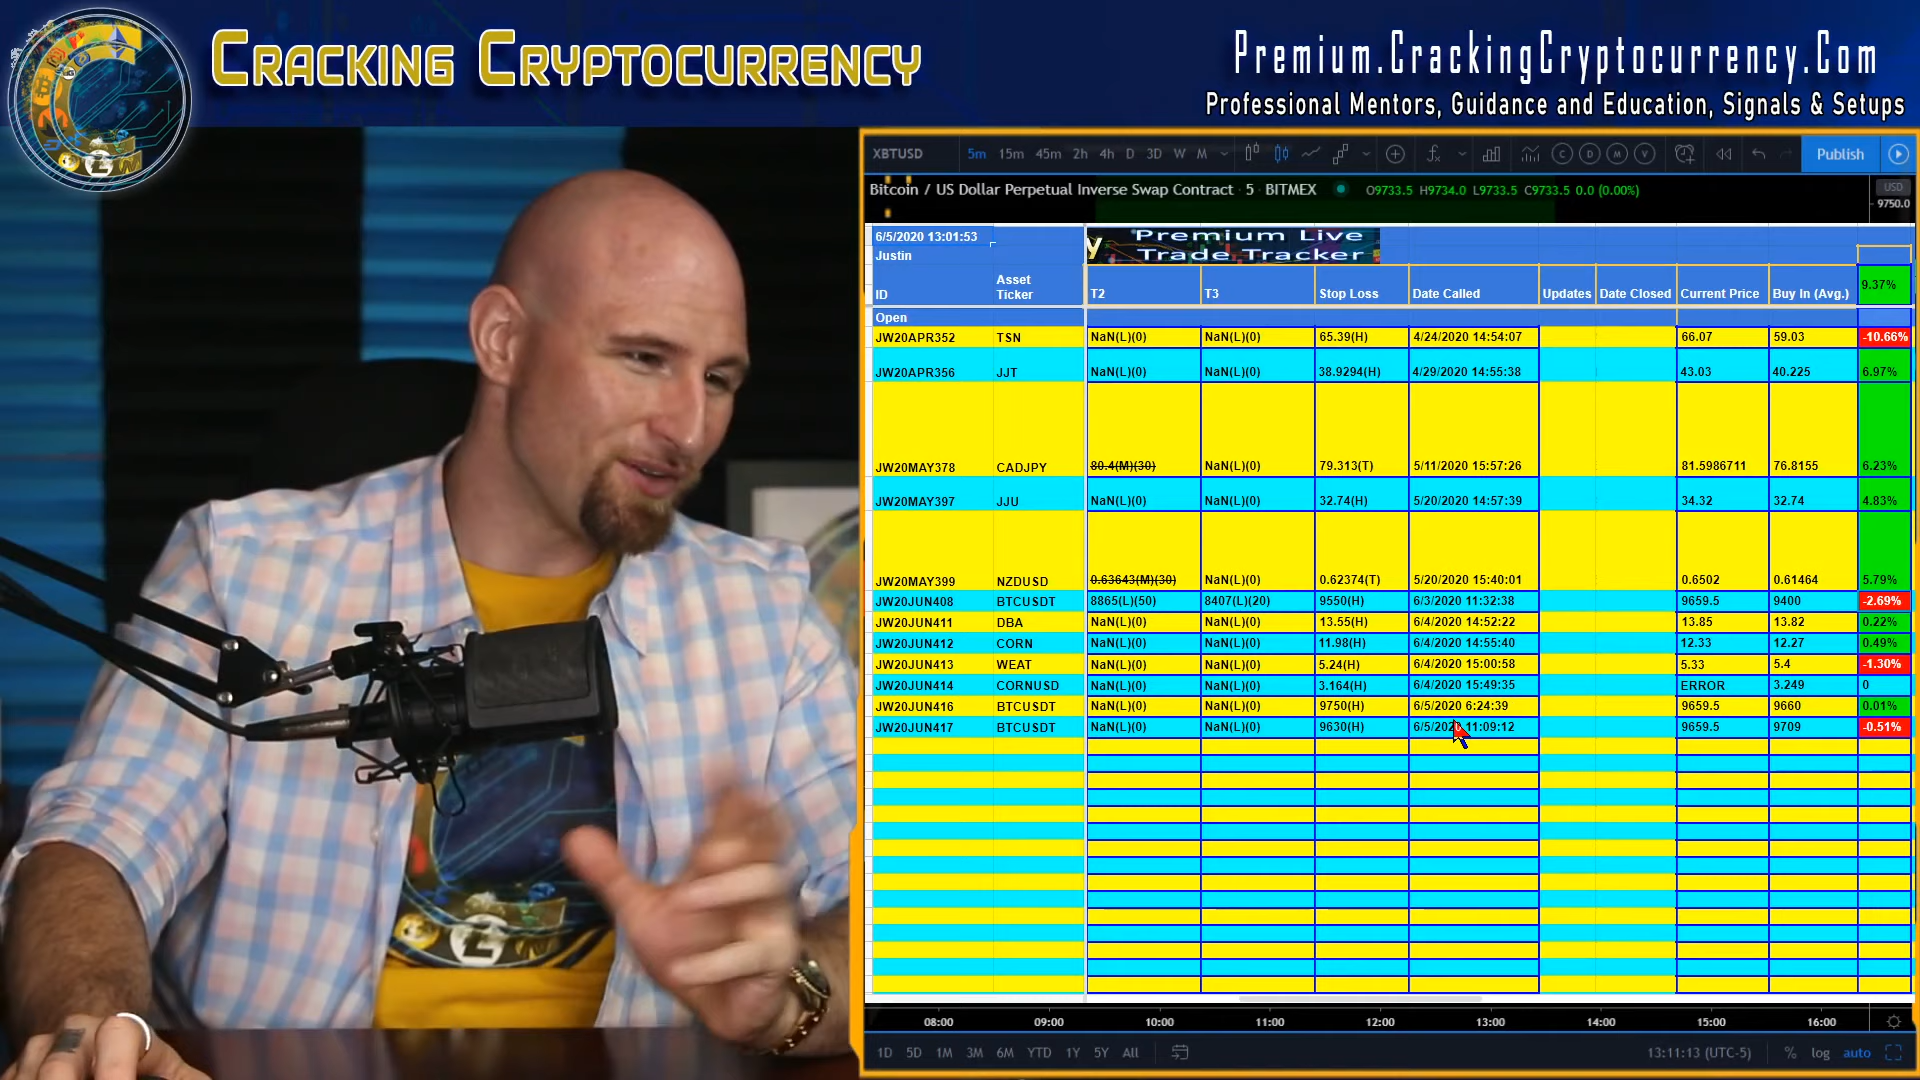 CRACKING CRYPTOCURRENCY
Premium.CrackingCryptocurrency.Com
Professional Mentors, Guidance and Education, Signals & Setups
XBTUSD 5m 15m 45m 2h 4h D 3D W M C D M V Publish
Bitcoin / US Dollar Perpetual Inverse Swap Contract · 5 · BITMEX O9733.5 H9734.0 L9733.5 C9733.5 0.0 (0.00%) USD
9750.0
6/5/2020 13:01:53 y Premium Live
Justin Trade Tracker
ID Asset Ticker T2 T3 Stop Loss Date Called Updates Date Closed Current Price Buy In (Avg.) 9.37%
Open
JW20APR352 TSN NaN(L)(0) NaN(L)(0) 65.39(H) 4/24/2020 14:54:07 66.07 59.03 -10.66%
JW20APR356 JJT NaN(L)(0) NaN(L)(0) 38.9294(H) 4/29/2020 14:55:38 43.03 40.225 6.97%
JW20MAY378 CADJPY 80.4(M)(30) NaN(L)(0) 79.313(T) 5/11/2020 15:57:26 81.5986711 76.8155 6.23%
JW20MAY397 JJU NaN(L)(0) NaN(L)(0) 32.74(H) 5/20/2020 14:57:39 34.32 32.74 4.83%
JW20MAY399 NZDUSD 0.63643(M)(30) NaN(L)(0) 0.62374(T) 5/20/2020 15:40:01 0.6502 0.61464 5.79%
JW20JUN408 BTCUSDT 8865(L)(50) 8407(L)(20) 9550(H) 6/3/2020 11:32:38 9659.5 9400 -2.69%
JW20JUN411 DBA NaN(L)(0) NaN(L)(0) 13.55(H) 6/4/2020 14:52:22 13.85 13.82 0.22%
JW20JUN412 CORN NaN(L)(0) NaN(L)(0) 11.98(H) 6/4/2020 14:55:40 12.33 12.27 0.49%
JW20JUN413 WEAT NaN(L)(0) NaN(L)(0) 5.24(H) 6/4/2020 15:00:58 5.33 5.4 -1.30%
JW20JUN414 CORNUSD NaN(L)(0) NaN(L)(0) 3.164(H) 6/4/2020 15:49:35 ERROR 3.249 0
JW20JUN416 BTCUSDT NaN(L)(0) NaN(L)(0) 9750(H) 6/5/2020 6:24:39 9659.5 9660 0.01%
JW20JUN417 BTCUSDT NaN(L)(0) NaN(L)(0) 9630(H) 6/5/2020 11:09:12 9659.5 9709 -0.51%
08:00 09:00 10:00 11:00 12:00 13:00 14:00 15:00 16:00
1D 5D 1M 3M 6M YTD 1Y 5Y All 13:11:13 (UTC-5) % log auto